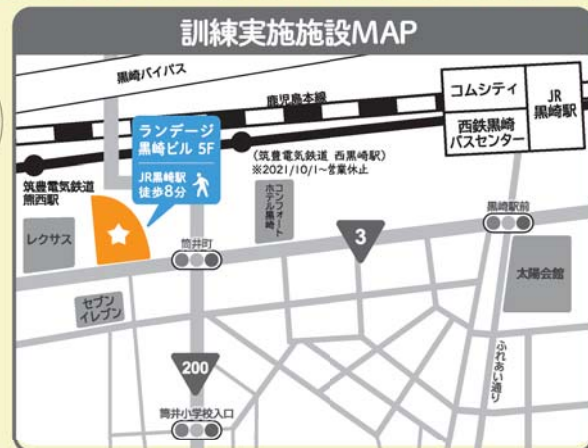 訓練実施施設MAP
黒崎バイパス
鹿児島本線
コムシティ
JR
黒崎駅
西鉄黒崎
バスセンター
ランデージ
黒崎ビル 5F
JR黒崎駅
徒歩8分
(筑豊電気鉄道 西黒崎駅)
※2021/10/1~営業休止
筑豊電気鉄道
熊西駅
レクサス
コンフォート
ホテル黒崎
黒崎駅前
筒井町
3
太陽会館
セブン
イレブン
200
ふれあい通り
筒井小学校入口